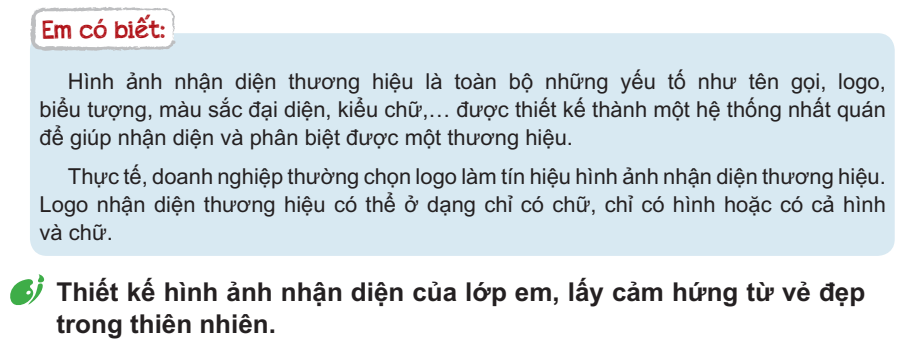 Em có biết:
Hình ảnh nhận diện thương hiệu là toàn bộ những yếu tố như tên gọi, logo,
biểu tượng, màu sắc đại diện, kiểu chữ,… được thiết kế thành một hệ thống nhất quán
để giúp nhận diện và phân biệt được một thương hiệu.
Thực tế, doanh nghiệp thường chọn logo làm tín hiệu hình ảnh nhận diện thương hiệu.
Logo nhận diện thương hiệu có thể ở dạng chỉ có chữ, chỉ có hình hoặc có cả hình
và chữ.
Thiết kế hình ảnh nhận diện của lớp em, lấy cảm hứng từ vẻ đẹp
trong thiên nhiên.